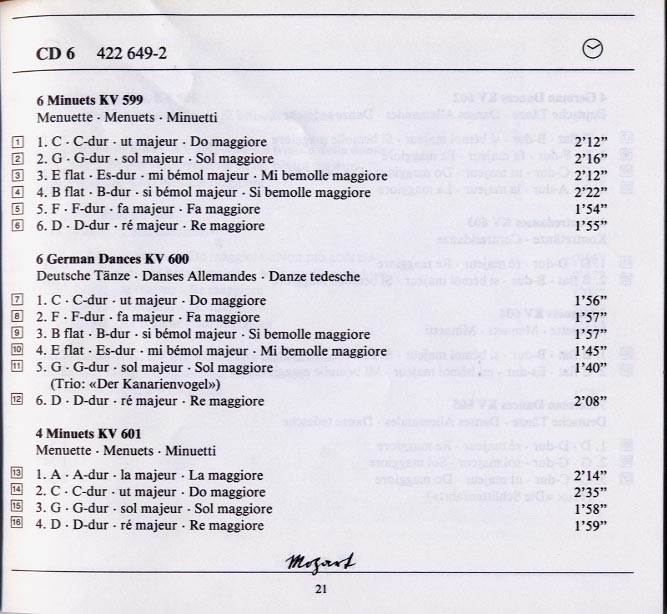 CD 6 422 649-2
6 Minuets KV 599
Menuette · Menuets · Minuetti
1 1. C · C-dur · ut majeur · Do maggiore 2’12”
2 2. G · G-dur · sol majeur · Sol maggiore 2’16”
3 3. E flat · Es-dur · mi bémol majeur · Mi bemolle maggiore 2’12”
4 4. B flat · B-dur · si bémol majeur · Si bemolle maggiore 2’22”
5 5. F · F-dur · fa majeur · Fa maggiore 1’54”
6 6. D · D-dur · ré majeur · Re maggiore 1’55”
6 German Dances KV 600
Deutsche Tänze · Danses Allemandes · Danze tedesche
7 1. C · C-dur · ut majeur · Do maggiore 1’56”
8 2. F · F-dur · fa majeur · Fa maggiore 1’57”
9 3. B flat · B-dur · si bémol majeur · Si bemolle maggiore 1’57”
10 4. E flat · Es-dur · mi bémol majeur · Mi bemolle maggiore 1’45”
11 5. G · G-dur · sol majeur · Sol maggiore 1’40”
(Trio: «Der Kanarienvogel»)
12 6. D · D-dur · ré majeur · Re maggiore 2’08”
4 Minuets KV 601
Menuette · Menuets · Minuetti
13 1. A · A-dur · la majeur · La maggiore 2’14”
14 2. C · C-dur · ut majeur · Do maggiore 2’35”
15 3. G · G-dur · sol majeur · Sol maggiore 1’58”
16 4. D · D-dur · ré majeur · Re maggiore 1’59”
Mozart
21